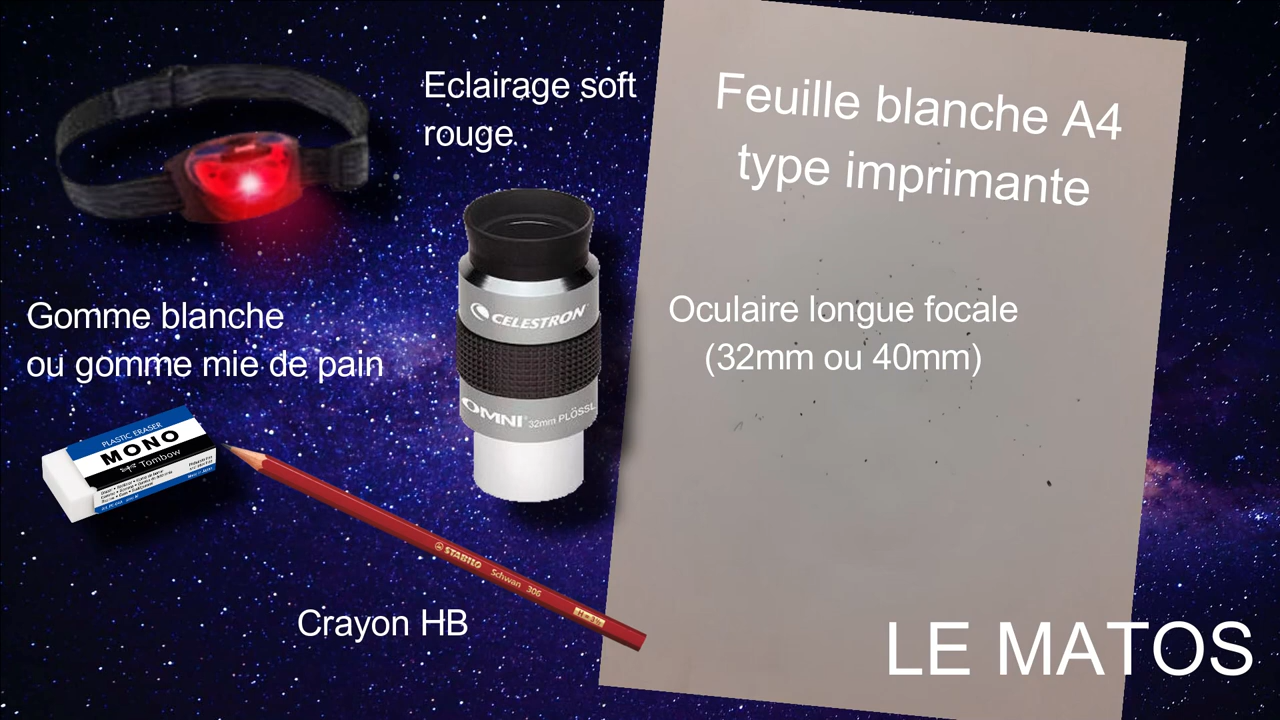 Eclairage soft
rouge
Feuille blanche A4
type imprimante
Gomme blanche
ou gomme mie de pain
CELESTRON
OMNI 32mm PLÖSSL
Oculaire longue focale
(32mm ou 40mm)
PLASTIC ERASER
MONO
Tombow
STABILO Schwan 306
Crayon HB
LE MATOS